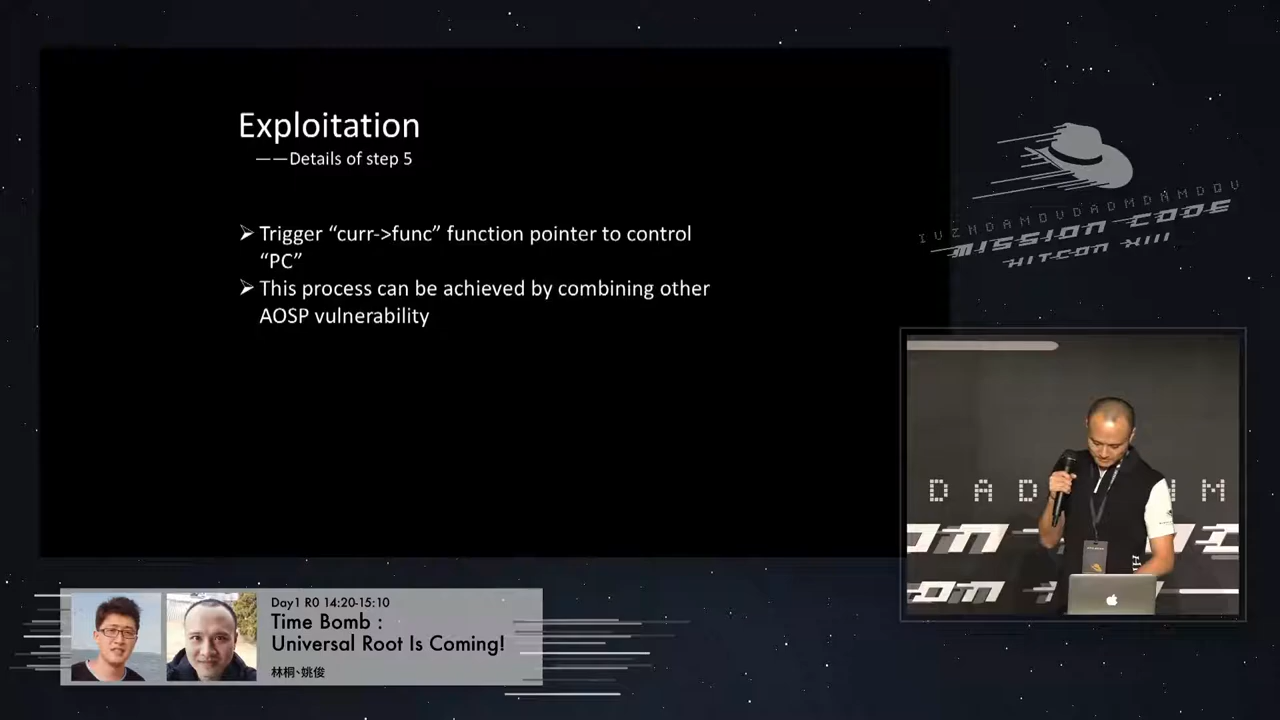 Exploitation
——Details of step 5
➢ Trigger “curr->func” function pointer to control
“PC”
➢ This process can be achieved by combining other
AOSP vulnerability
MISSION CODE
HITCON XIII
D A D M
Day1 R0 14:20-15:10
Time Bomb :
Universal Root Is Coming!
林桐、姚俊